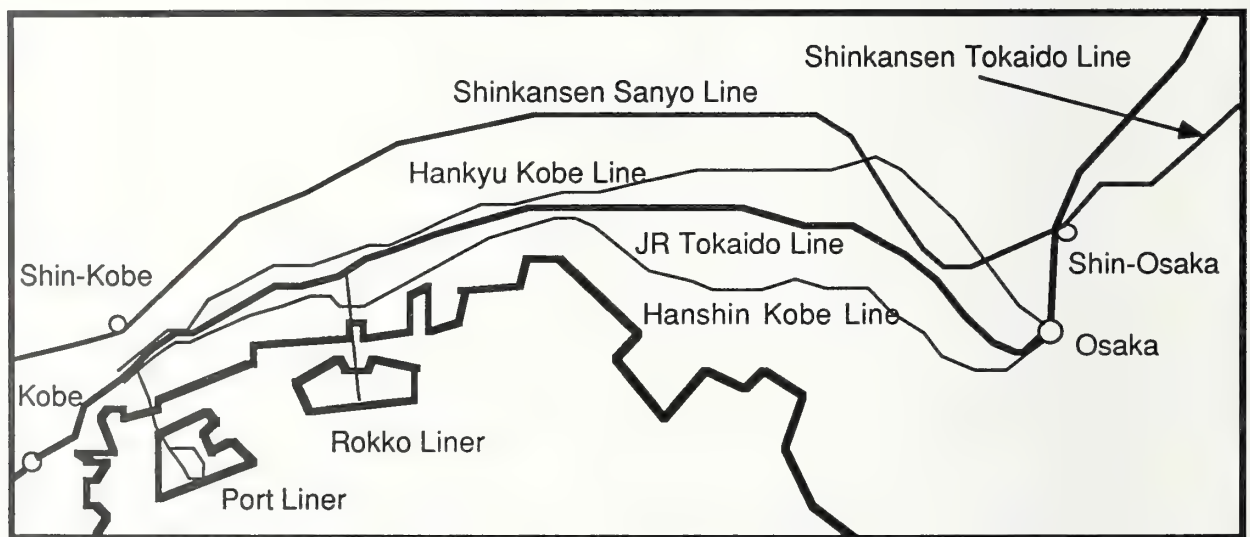 Shinkansen Tokaido Line
Shinkansen Sanyo Line
Hankyu Kobe Line
JR Tokaido Line
Shin-Kobe
Shin-Osaka
Hanshin Kobe Line
Osaka
Kobe
Rokko Liner
Port Liner